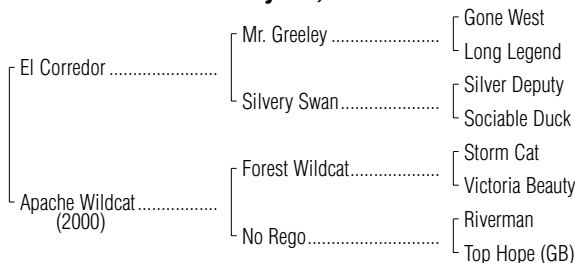 Gone West
Mr. Greeley ....................
Long Legend
El Corredor ......................
Silver Deputy
Silvery Swan ..................
Sociable Duck
Storm Cat
Forest Wildcat .................
Victoria Beauty
Apache Wildcat ................
(2000)
Riverman
No Rego ........................
Top Hope (GB)